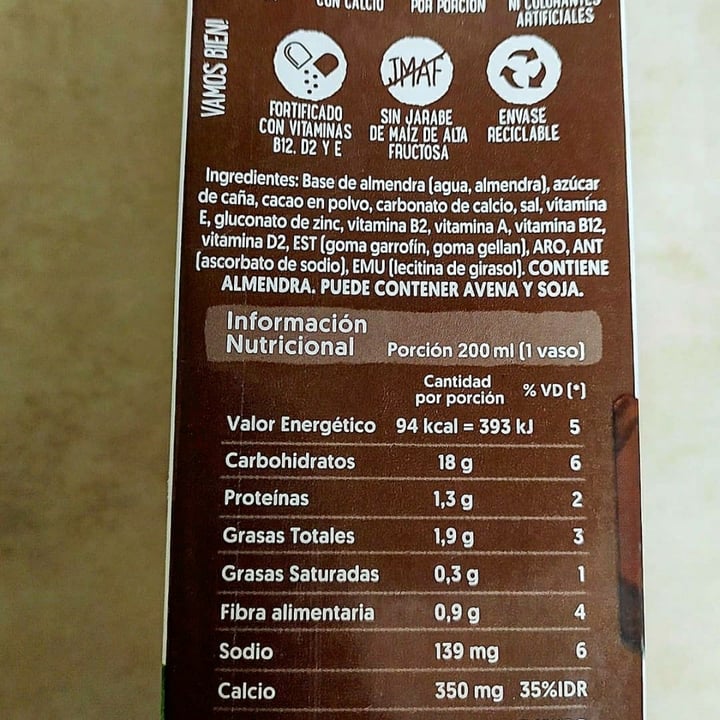 CON CALCIO
POR PORCIÓN
NI COLORANTES
ARTIFICIALES
¡VAMOS BIEN!
JMAF
FORTIFICADO
CON VITAMINAS
B12, D2 Y E
SIN JARABE
DE MAÍZ DE ALTA
FRUCTOSA
ENVASE
RECICLABLE
Ingredientes: Base de almendra (agua, almendra), azúcar
de caña, cacao en polvo, carbonato de calcio, sal, vitamina
E, gluconato de zinc, vitamina B2, vitamina A, vitamina B12,
vitamina D2, EST (goma garrofín, goma gellan), ARO, ANT
(ascorbato de sodio), EMU (lecitina de girasol). CONTIENE
ALMENDRA. PUEDE CONTENER AVENA Y SOJA.
Información
Nutricional Porción 200 ml (1 vaso)
Cantidad
por porción % VD (*)
Valor Energético 94 kcal = 393 kJ 5
Carbohidratos 18 g 6
Proteínas 1,3 g 2
Grasas Totales 1,9 g 3
Grasas Saturadas 0,3 g 1
Fibra alimentaria 0,9 g 4
Sodio 139 mg 6
Calcio 350 mg 35%IDR